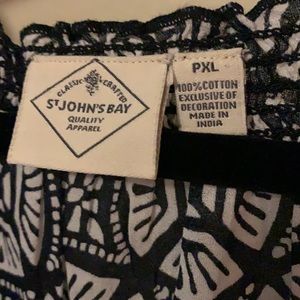 CLASSIC CRAFTED
ST JOHN'S BAY
QUALITY
APPAREL
PXL
100% COTTON
EXCLUSIVE OF
DECORATION
MADE IN
INDIA